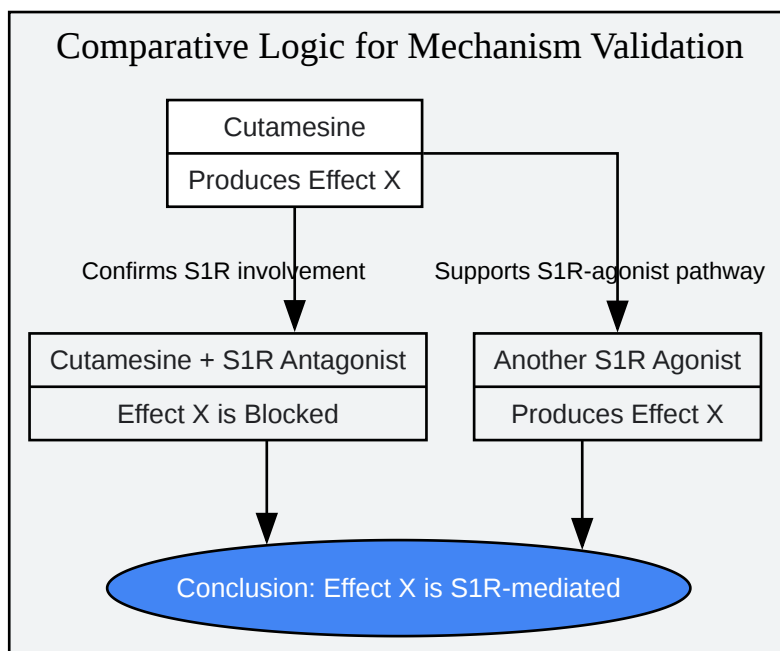 Comparative Logic for Mechanism Validation
Cutamesine
Produces Effect X
Confirms S1R involvement
Supports S1R-agonist pathway
Cutamesine + S1R Antagonist
Effect X is Blocked
Another S1R Agonist
Produces Effect X
Conclusion: Effect X is S1R-mediated